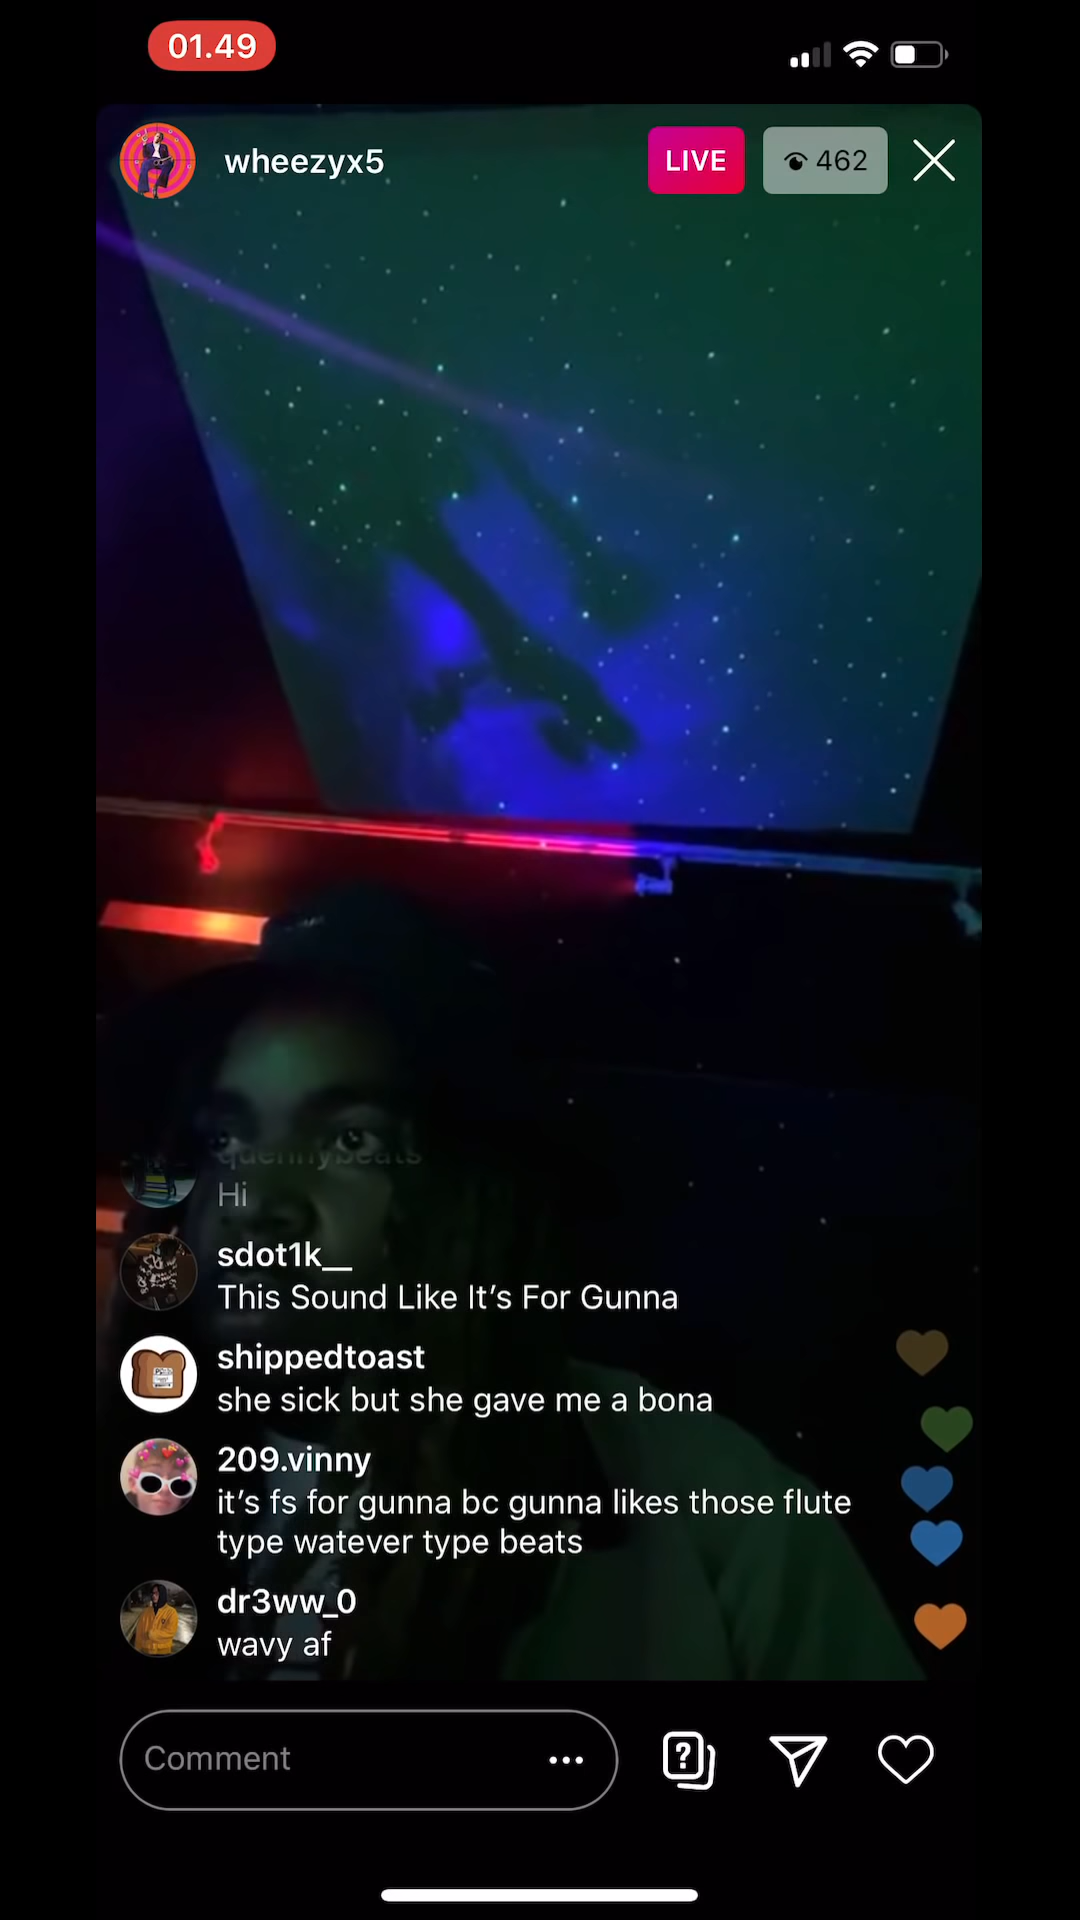 01.49
wheezyx5
LIVE
462
quennybeats
Hi
sdot1k__
This Sound Like It's For Gunna
shippedtoast
she sick but she gave me a bona
209.vinny
it's fs for gunna bc gunna likes those flute
type watever type beats
dr3ww_0
wavy af
Comment